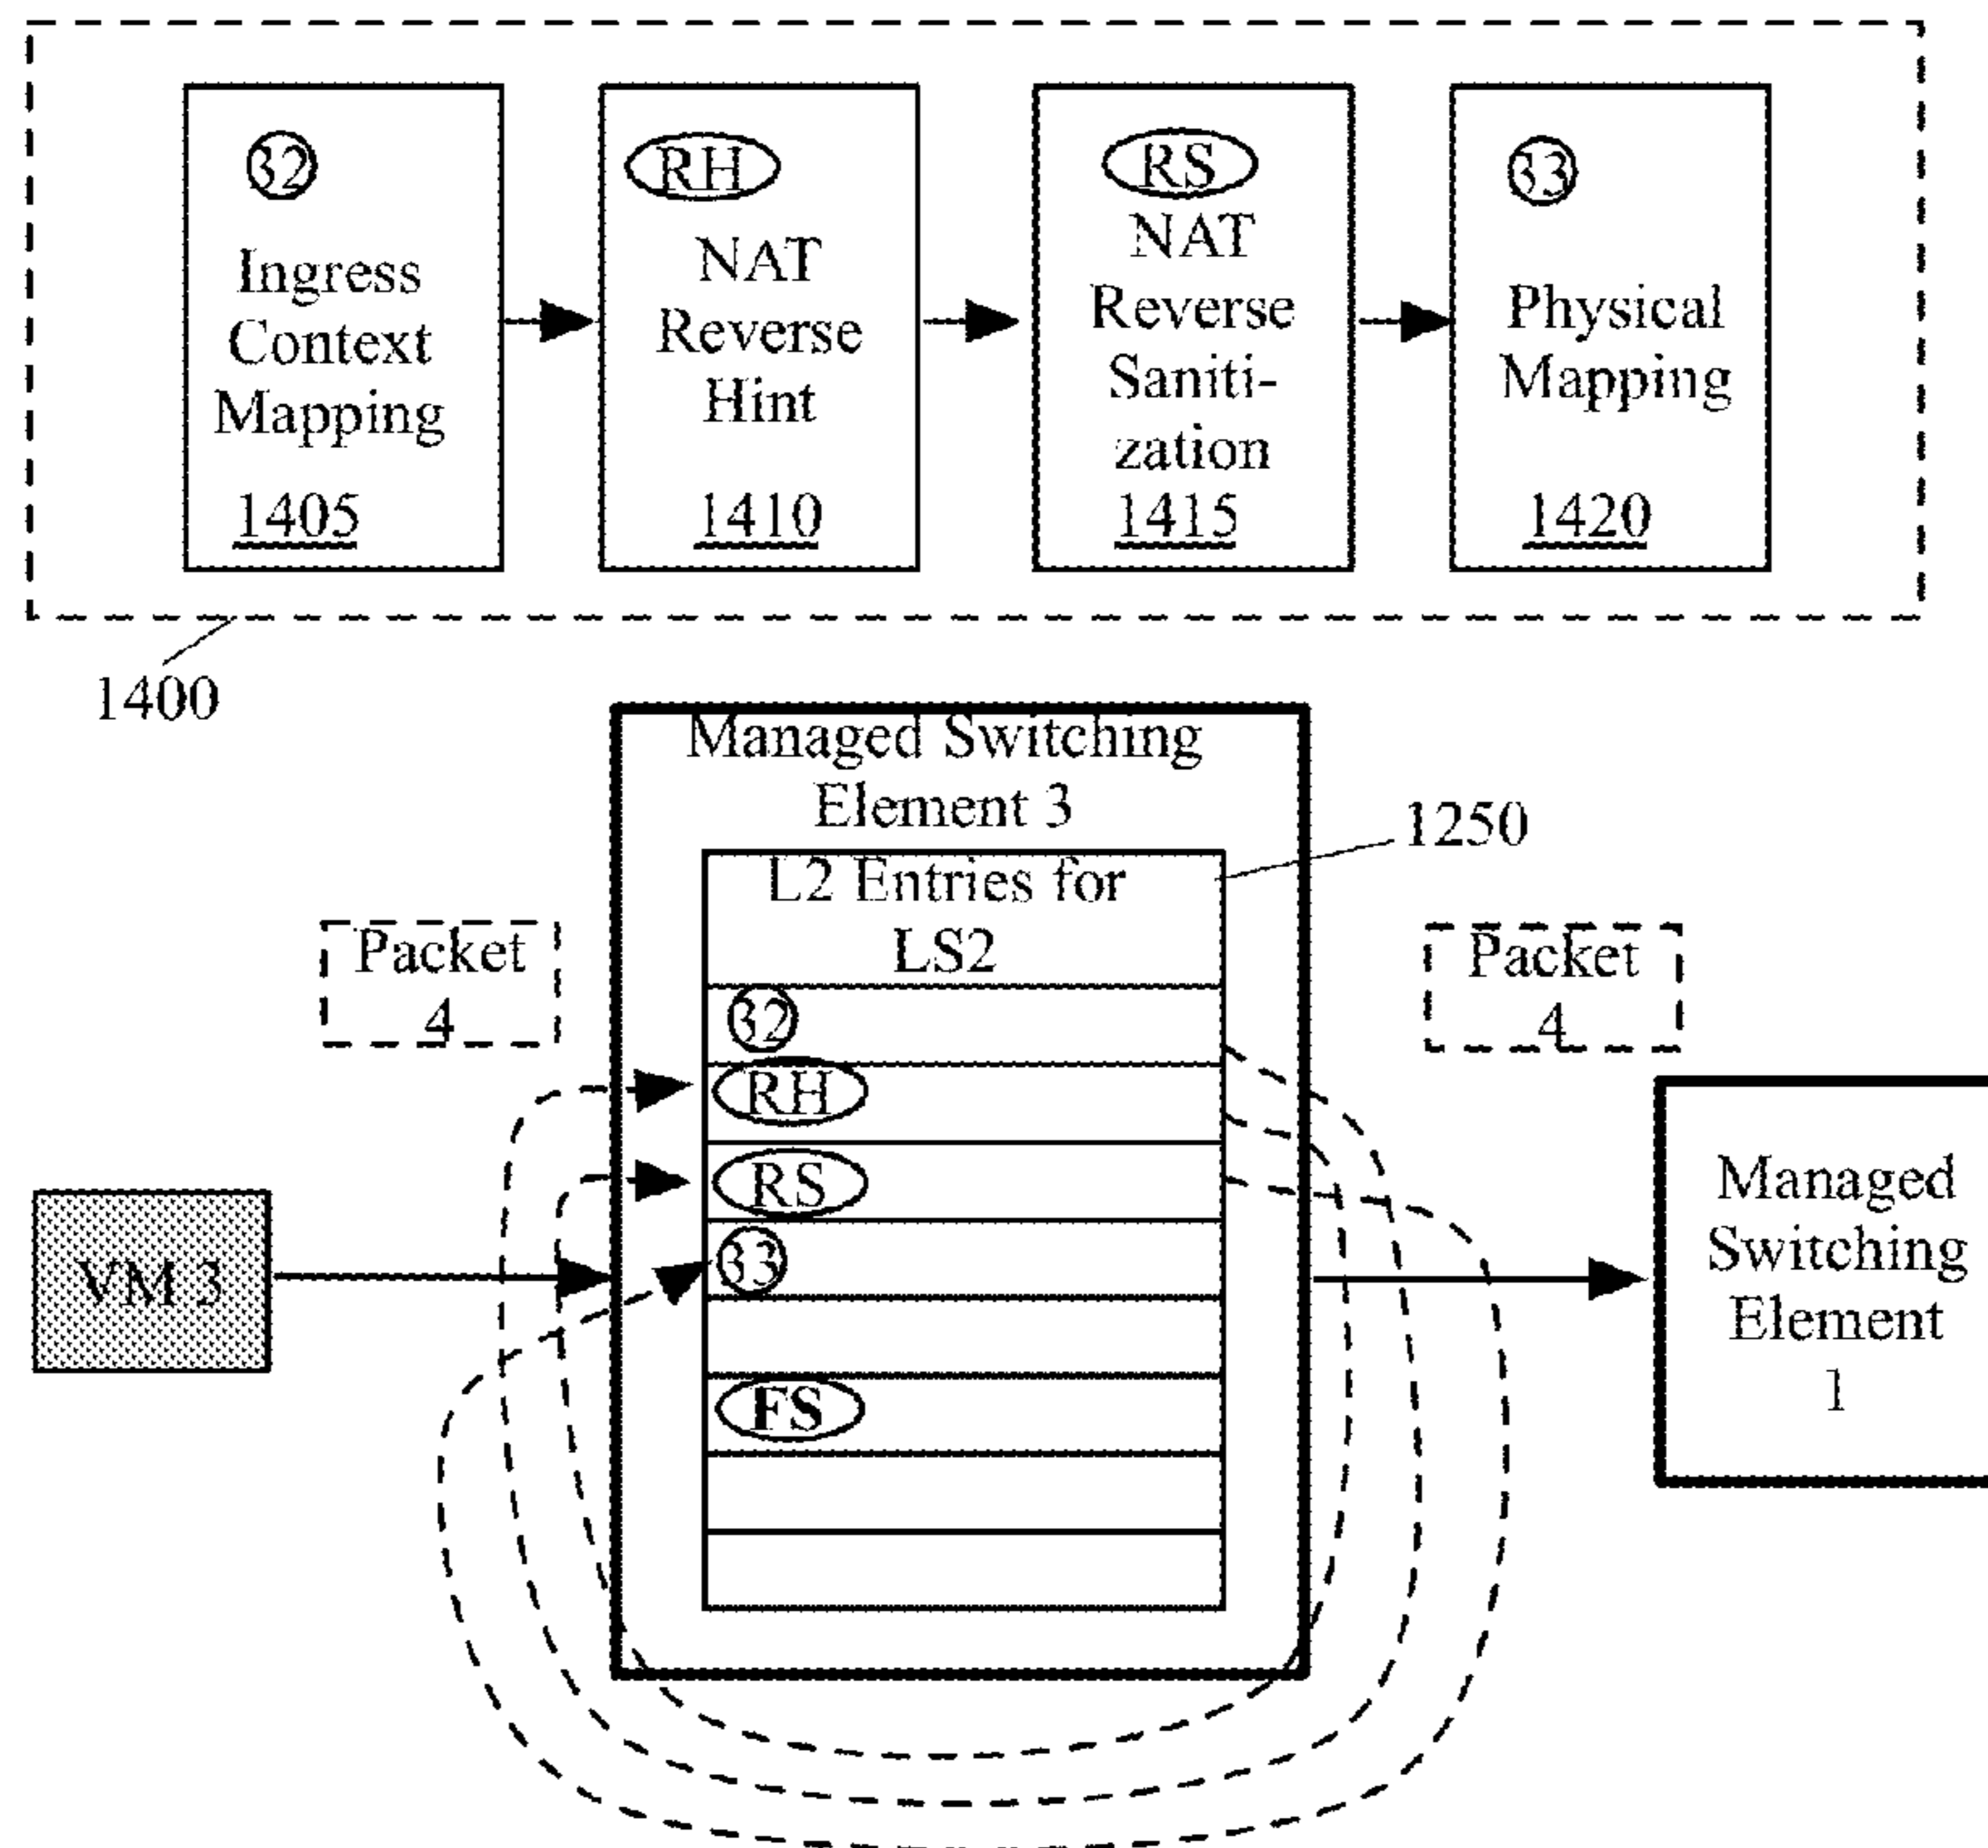 32
Ingress
Context
Mapping
1405
RH
NAT
Reverse
Hint
1410
RS
NAT
Reverse
Saniti-
zation
1415
33
Physical
Mapping
1420
1400
Managed Switching
Element 3
1250
L2 Entries for
LS2
Packet
4
Packet
4
32
RH
RS
33
FS
VM 3
Managed
Switching
Element
1